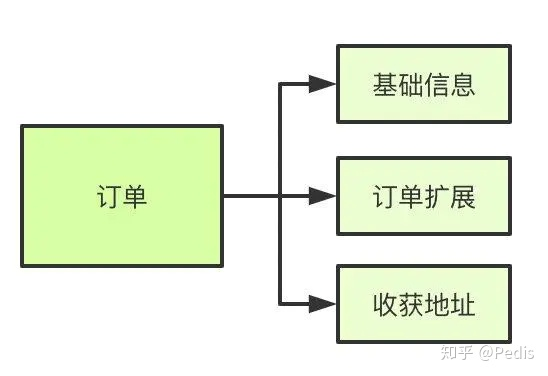 基础信息
订单
订单扩展
收获地址
知乎 @Pedis